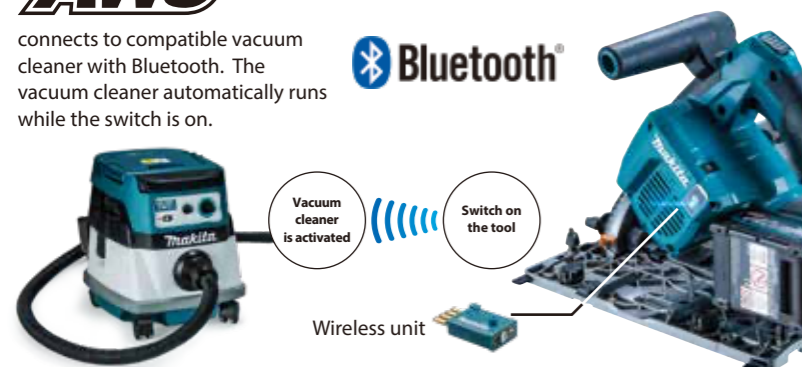 AWS
connects to compatible vacuum
cleaner with Bluetooth. The
vacuum cleaner automatically runs
while the switch is on.
Bluetooth®
Vacuum
cleaner
is activated
Switch on
the tool
Makita
Makita
Wireless unit